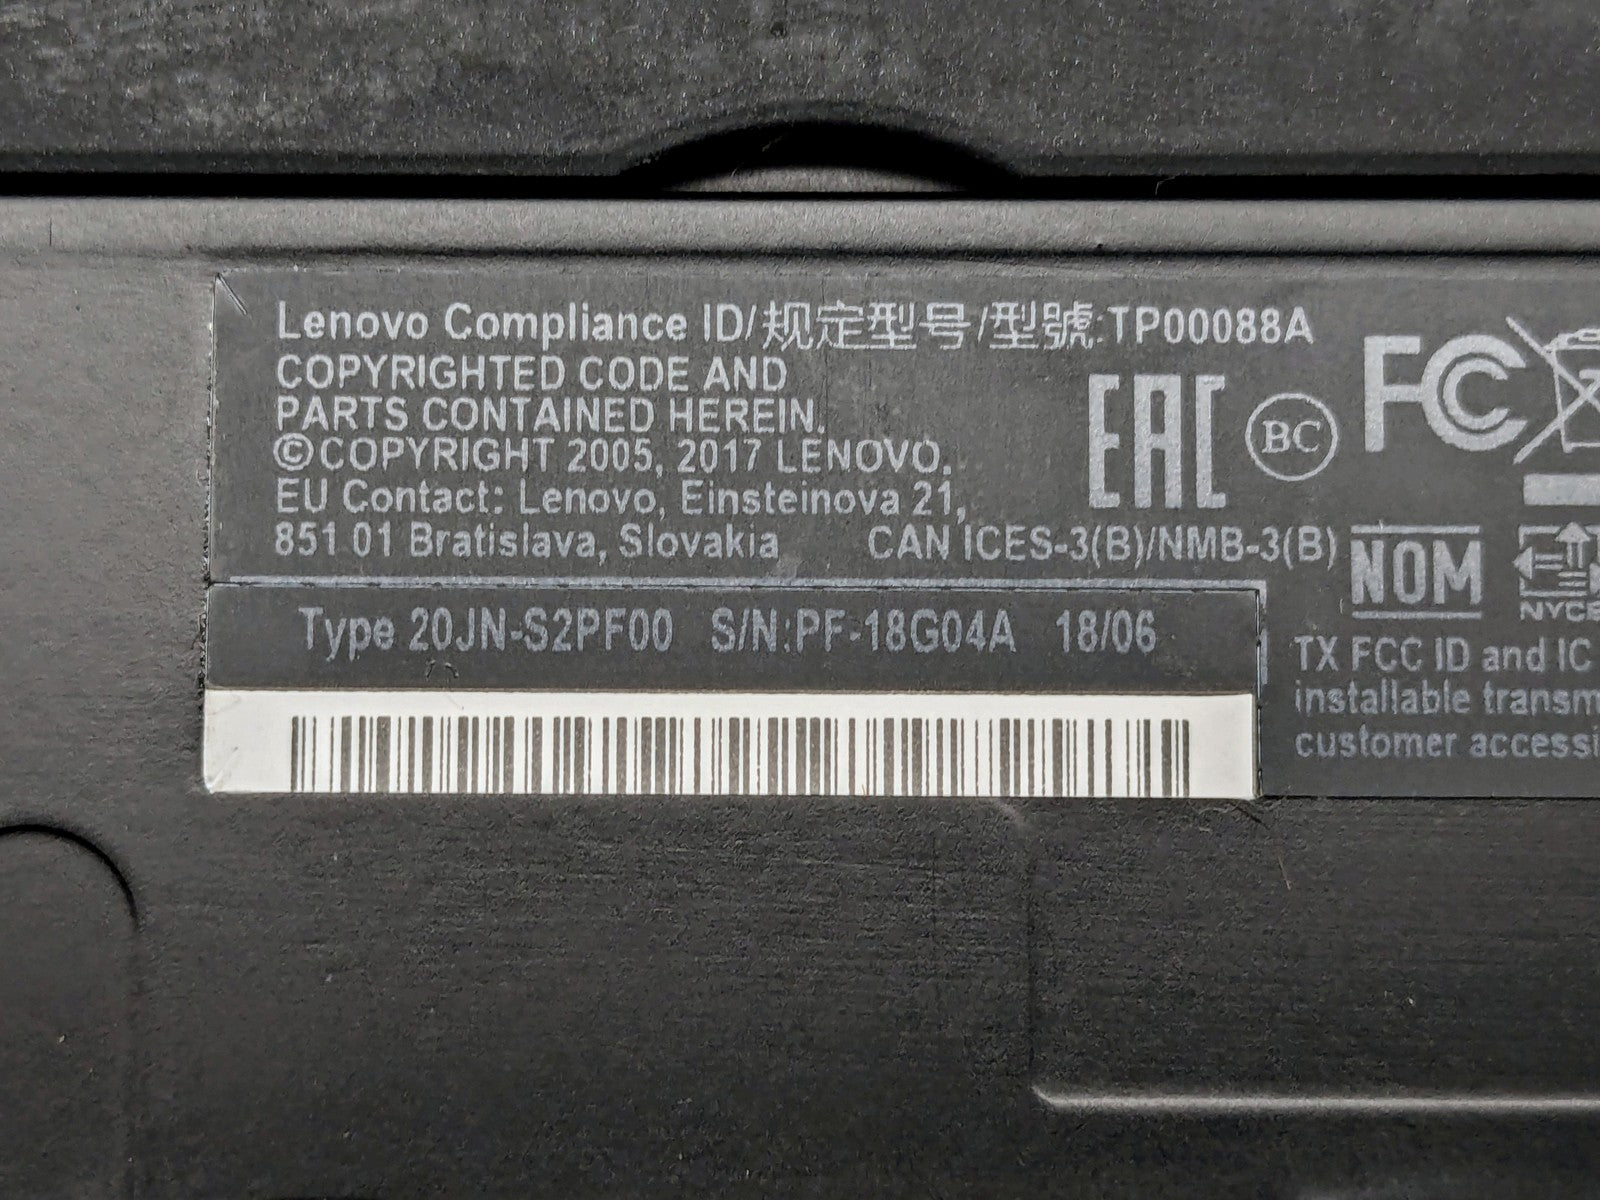 Lenovo Compliance ID/规定型号/型號:TP00088A
COPYRIGHTED CODE AND
PARTS CONTAINED HEREIN.
©COPYRIGHT 2005, 2017 LENOVO.
EU Contact: Lenovo, Einsteinova 21,
851 01 Bratislava, Slovakia
CAN ICES-3(B)/NMB-3(B)
EAC
BC
FC
NOM
NYCE
Type 20JN-S2PF00 S/N:PF-18G04A 18/06
TX FCC ID and IC
installable transm
customer accessi